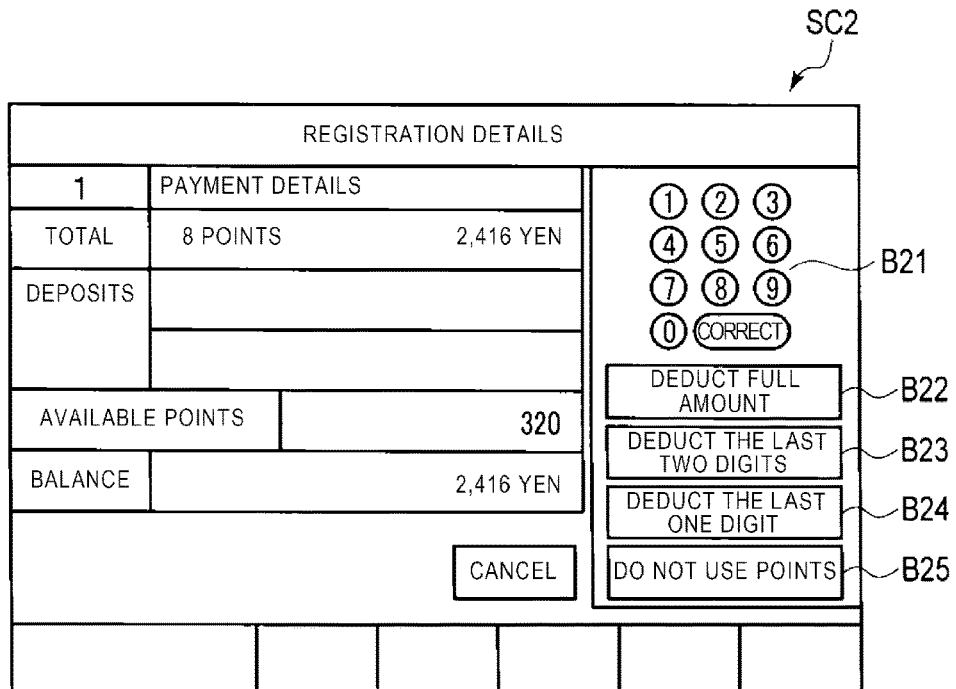 SC2
REGISTRATION DETAILS
1 PAYMENT DETAILS
TOTAL 8 POINTS 2,416 YEN
DEPOSITS
AVAILABLE POINTS 320
BALANCE 2,416 YEN
CANCEL
1 2 3
4 5 6
7 8 9
0 CORRECT
B21
DEDUCT FULL
AMOUNT
B22
DEDUCT THE LAST
TWO DIGITS
B23
DEDUCT THE LAST
ONE DIGIT
B24
DO NOT USE POINTS
B25